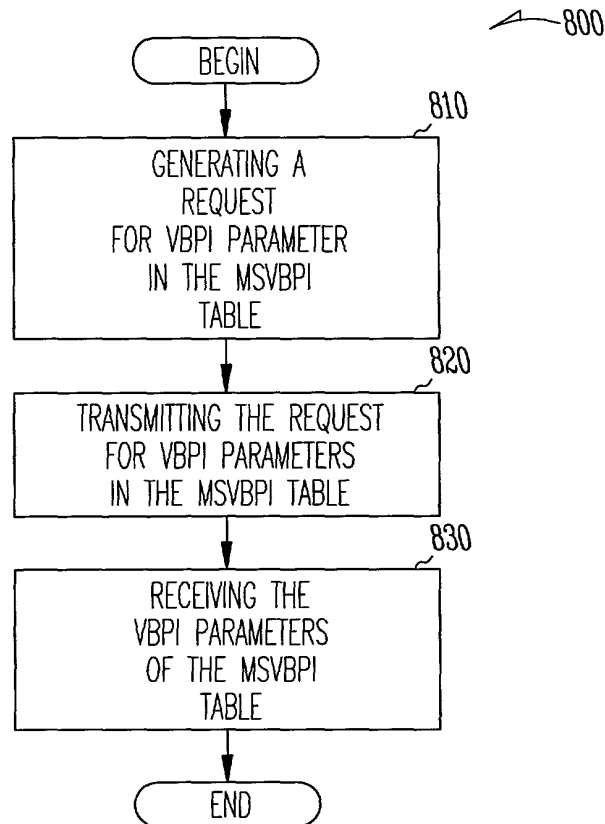 800
BEGIN
810
GENERATING A
REQUEST
FOR VBPI PARAMETER
IN THE MSVBPI
TABLE
820
TRANSMITTING THE REQUEST
FOR VBPI PARAMETERS
IN THE MSVBPI TABLE
830
RECEIVING THE
VBPI PARAMETERS
OF THE MSVBPI
TABLE
END